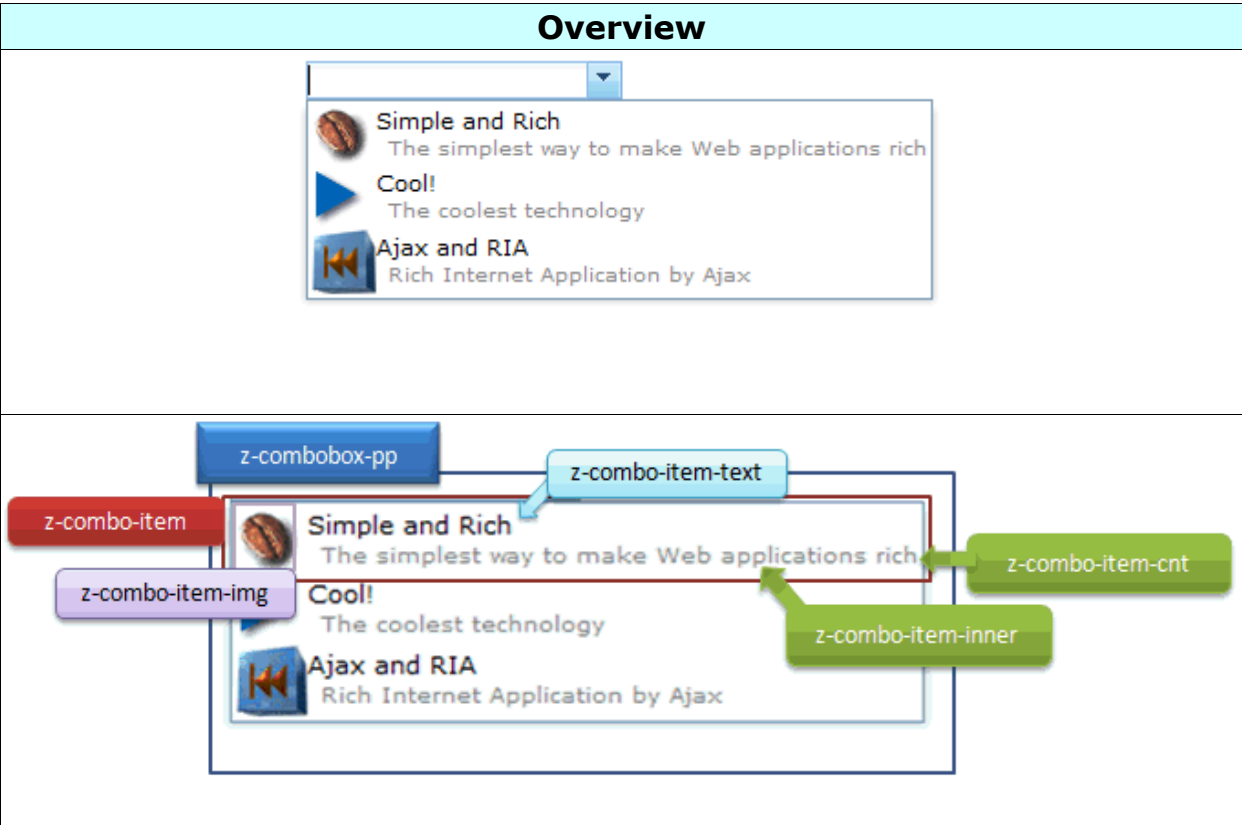 Overview
Simple and Rich
The simplest way to make Web applications rich
Cool!
The coolest technology
Ajax and RIA
Rich Internet Application by Ajax
z-combobox-pp
z-combo-item-text
z-combo-item
Simple and Rich
The simplest way to make Web applications rich
z-combo-item-cnt
z-combo-item-img
Cool!
The coolest technology
z-combo-item-inner
Ajax and RIA
Rich Internet Application by Ajax